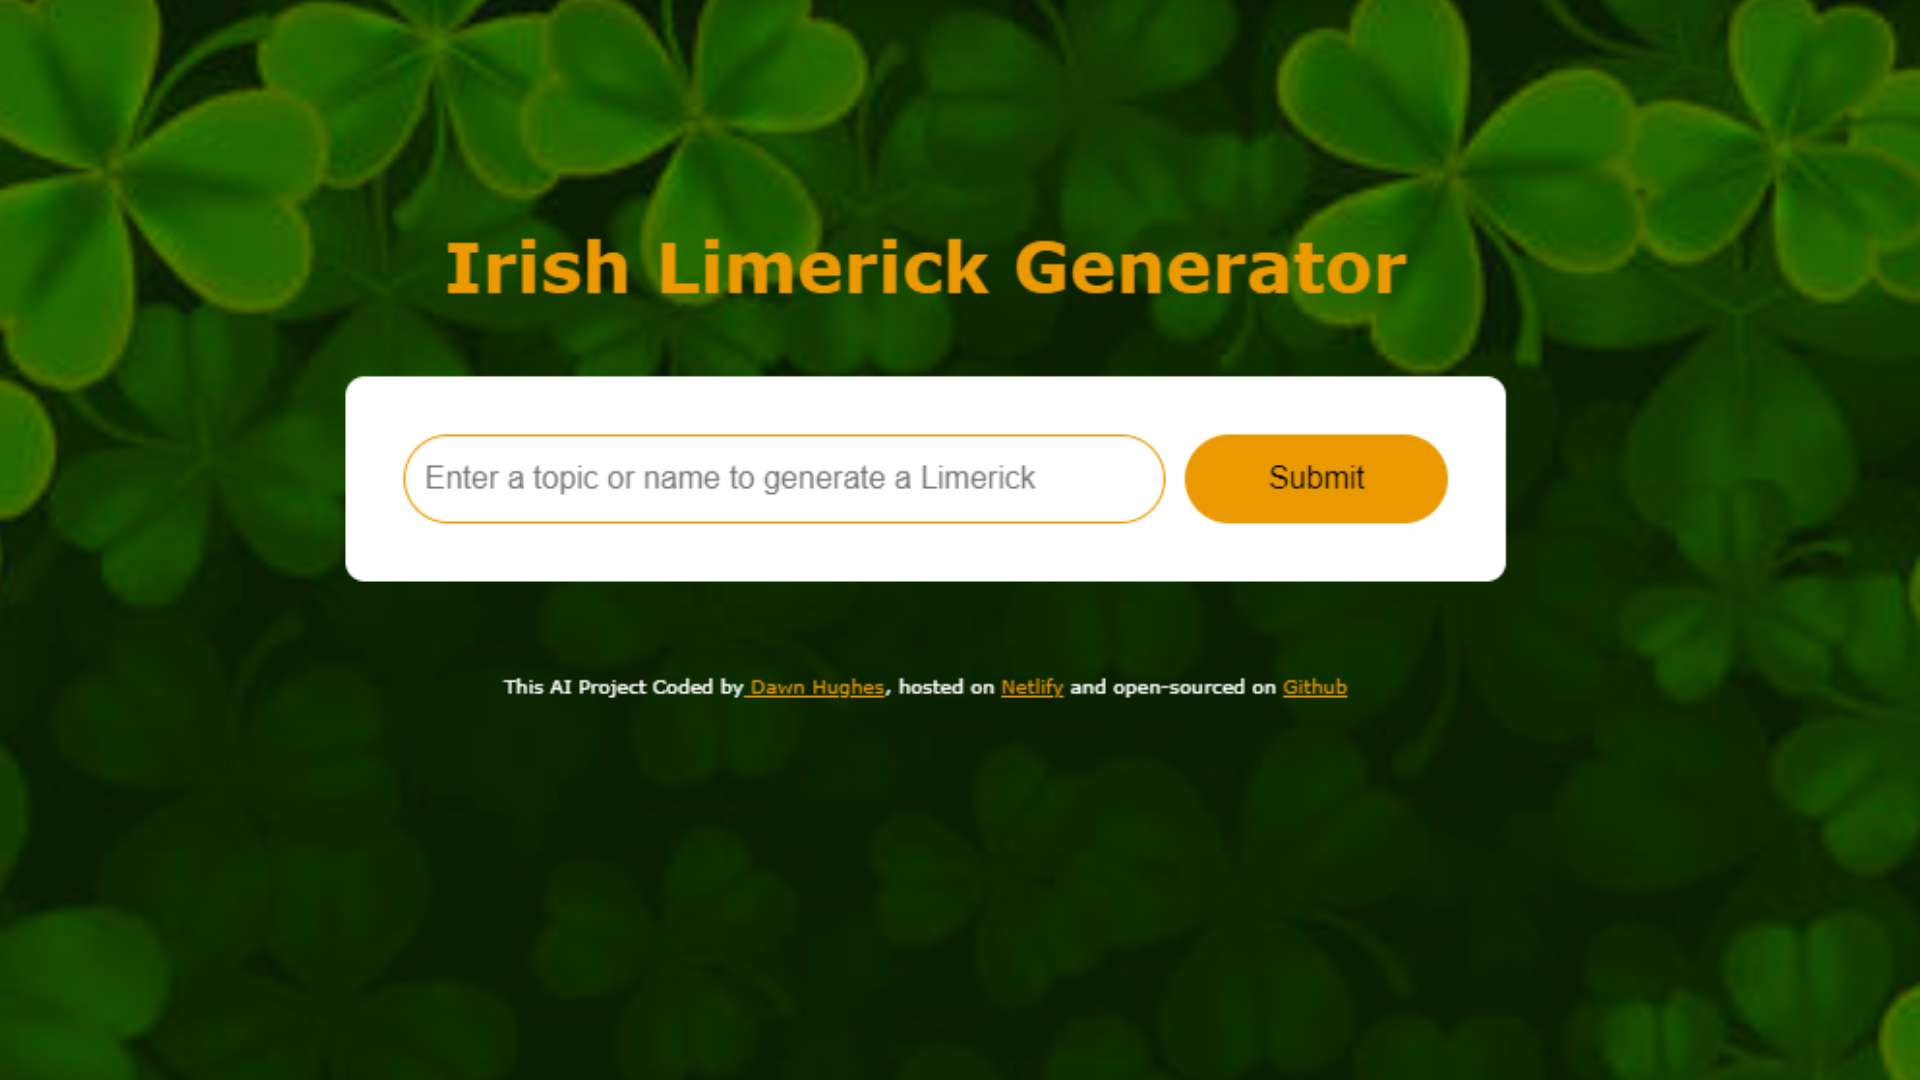 Irish Limerick Generator
Enter a topic or name to generate a Limerick
Submit
This AI Project Coded by Dawn Hughes, hosted on Netlify and open-sourced on Github